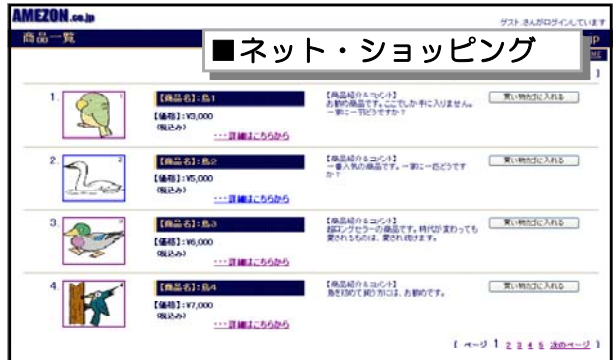 AMEZON.co.jp
ゲスト さんがログインしています
商品一覧
■ネット・ショッピング
1.
【商品名】:鳥1
【価格】:¥3,000
(税込み)
・・・詳細はこちらから
【商品紹介&コメント】
お勧め商品です。ここでしか手に入りません。
一家に一羽どうですか?
買い物かごに入れる
2.
【商品名】:鳥2
【価格】:¥5,000
(税込み)
・・・詳細はこちらから
【商品紹介&コメント】
一番人気の商品です。一家に一匹どうです
か?
買い物かごに入れる
3.
【商品名】:鳥3
【価格】:¥6,000
(税込み)
・・・詳細はこちらから
【商品紹介&コメント】
超ロングセラーの商品です。時代が変わっても
愛されるものは、愛され続けます。
買い物かごに入れる
4.
【商品名】:鳥4
【価格】:¥7,000
(税込み)
・・・詳細はこちらから
【商品紹介&コメント】
鳥を初めて飼う方には、お勧めです。
買い物かごに入れる
[ ページ 1 2 3 4 5 次のページ ]